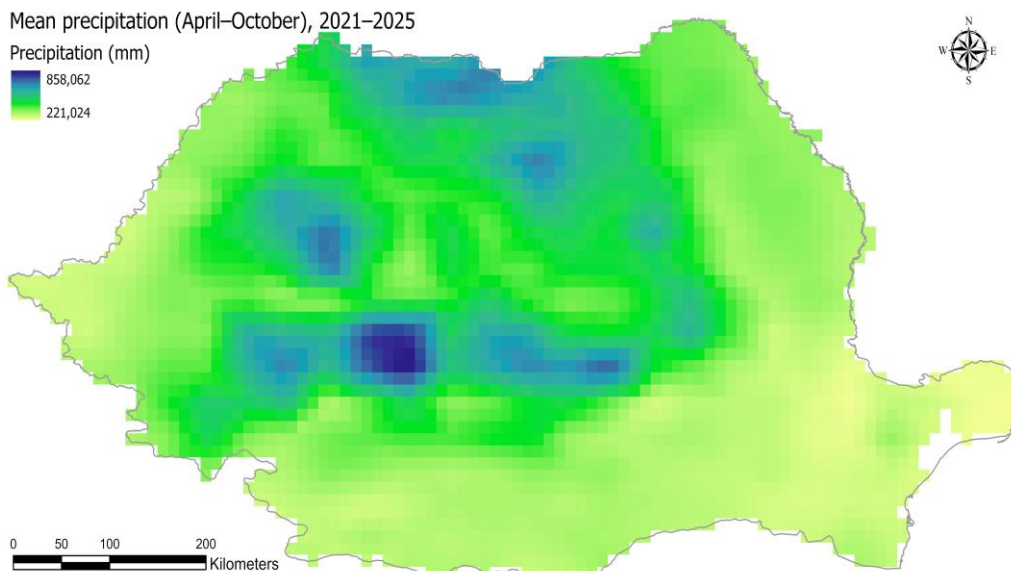 Mean precipitation (April–October), 2021–2025
Precipitation (mm)
858,062
221,024
N
W E
S
0 50 100 200
Kilometers